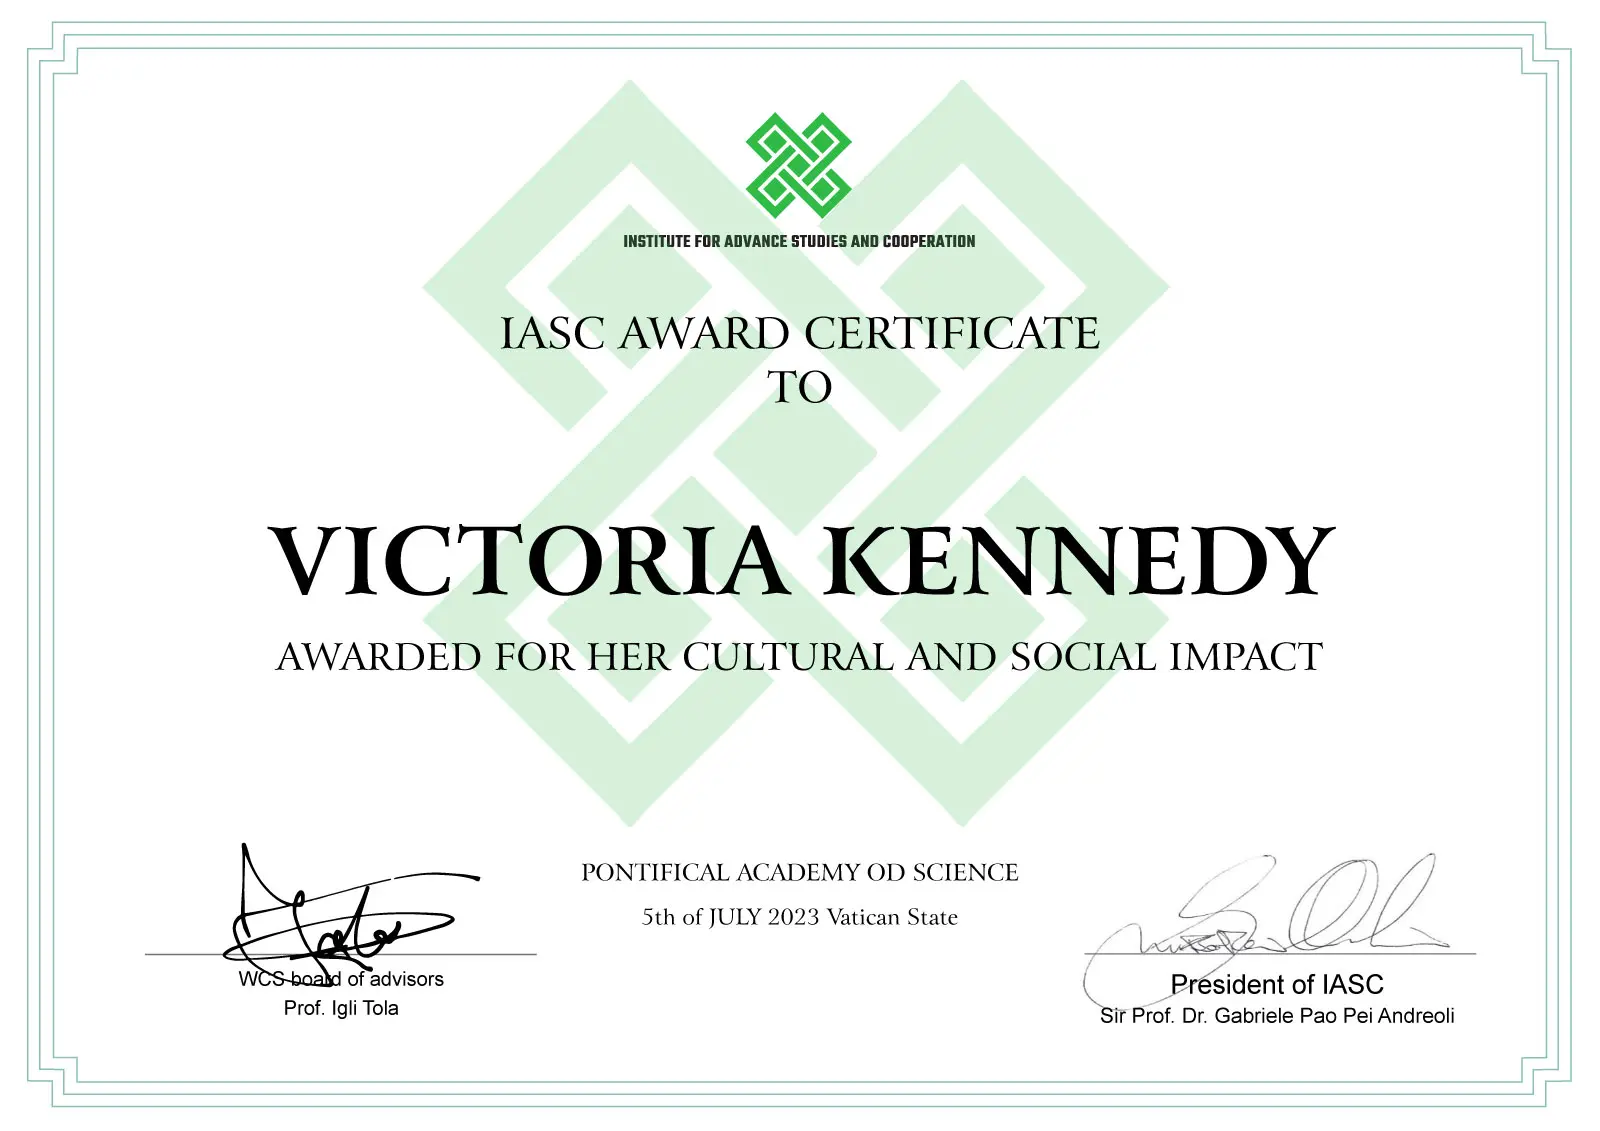 INSTITUTE FOR ADVANCE STUDIES AND COOPERATION
IASC AWARD CERTIFICATE
TO
VICTORIA KENNEDY
AWARDED FOR HER CULTURAL AND SOCIAL IMPACT
PONTIFICAL ACADEMY OD SCIENCE
5th of JULY 2023 Vatican State
WCS board of advisors
Prof. Igli Tola
President of IASC
Sir Prof. Dr. Gabriele Pao Pei Andreoli